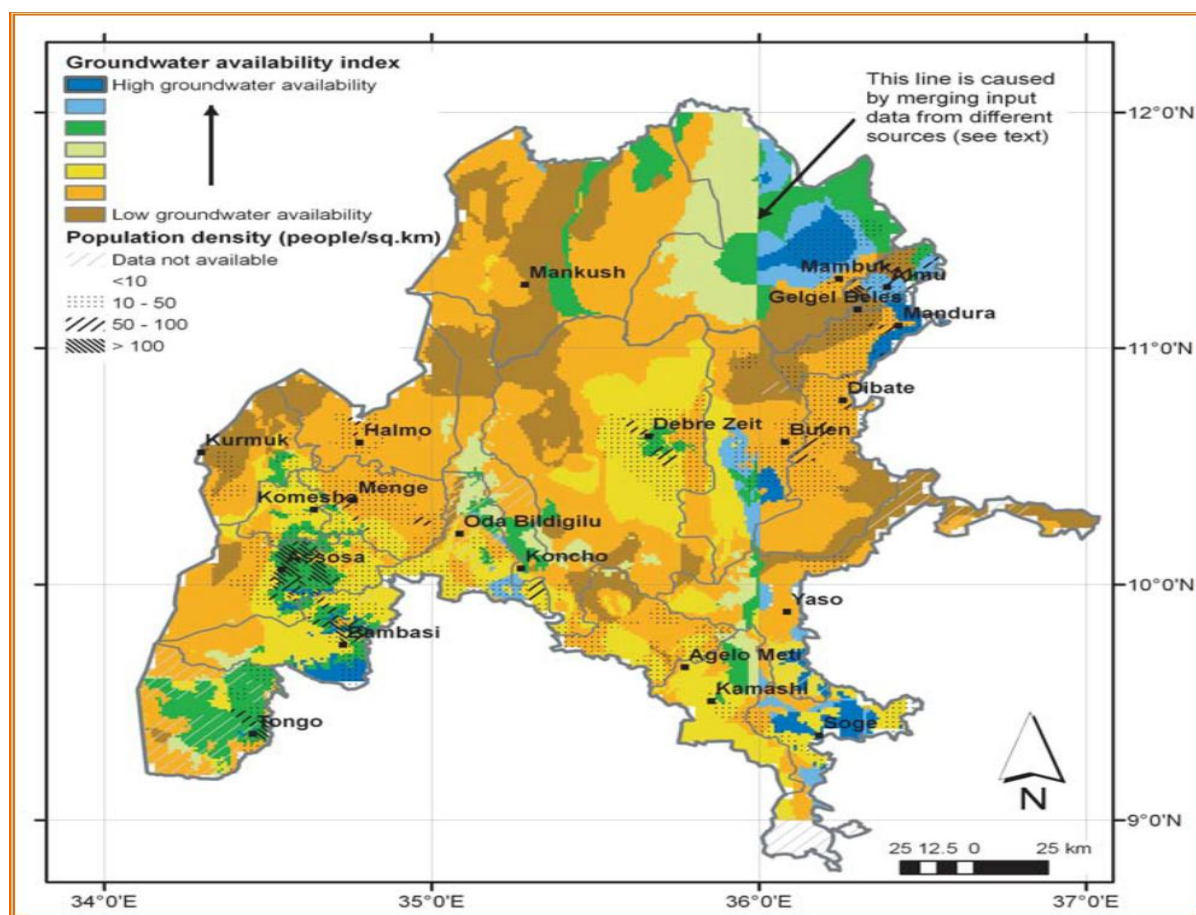 Groundwater availability index
High groundwater availability
Low groundwater availability
Population density (people/sq.km)
Data not available
<10
10 - 50
50 - 100
> 100
This line is caused
by merging input
data from different
sources (see text)
12°0'N
11°0'N
10°0'N
9°0'N
Mankush
Mambuk
Almu
Gelgel Beles
Mandura
Dibate
Debre Zeit
Bulen
Kurmuk
Halmo
Menge
Komesha
Oda Bildigilu
Koncho
Yaso
Bambasi
Agelo Meti
Kamashi
Tongo
Soge
N
25 12.5 0 25 km
34°0'E
35°0'E
36°0'E
37°0'E